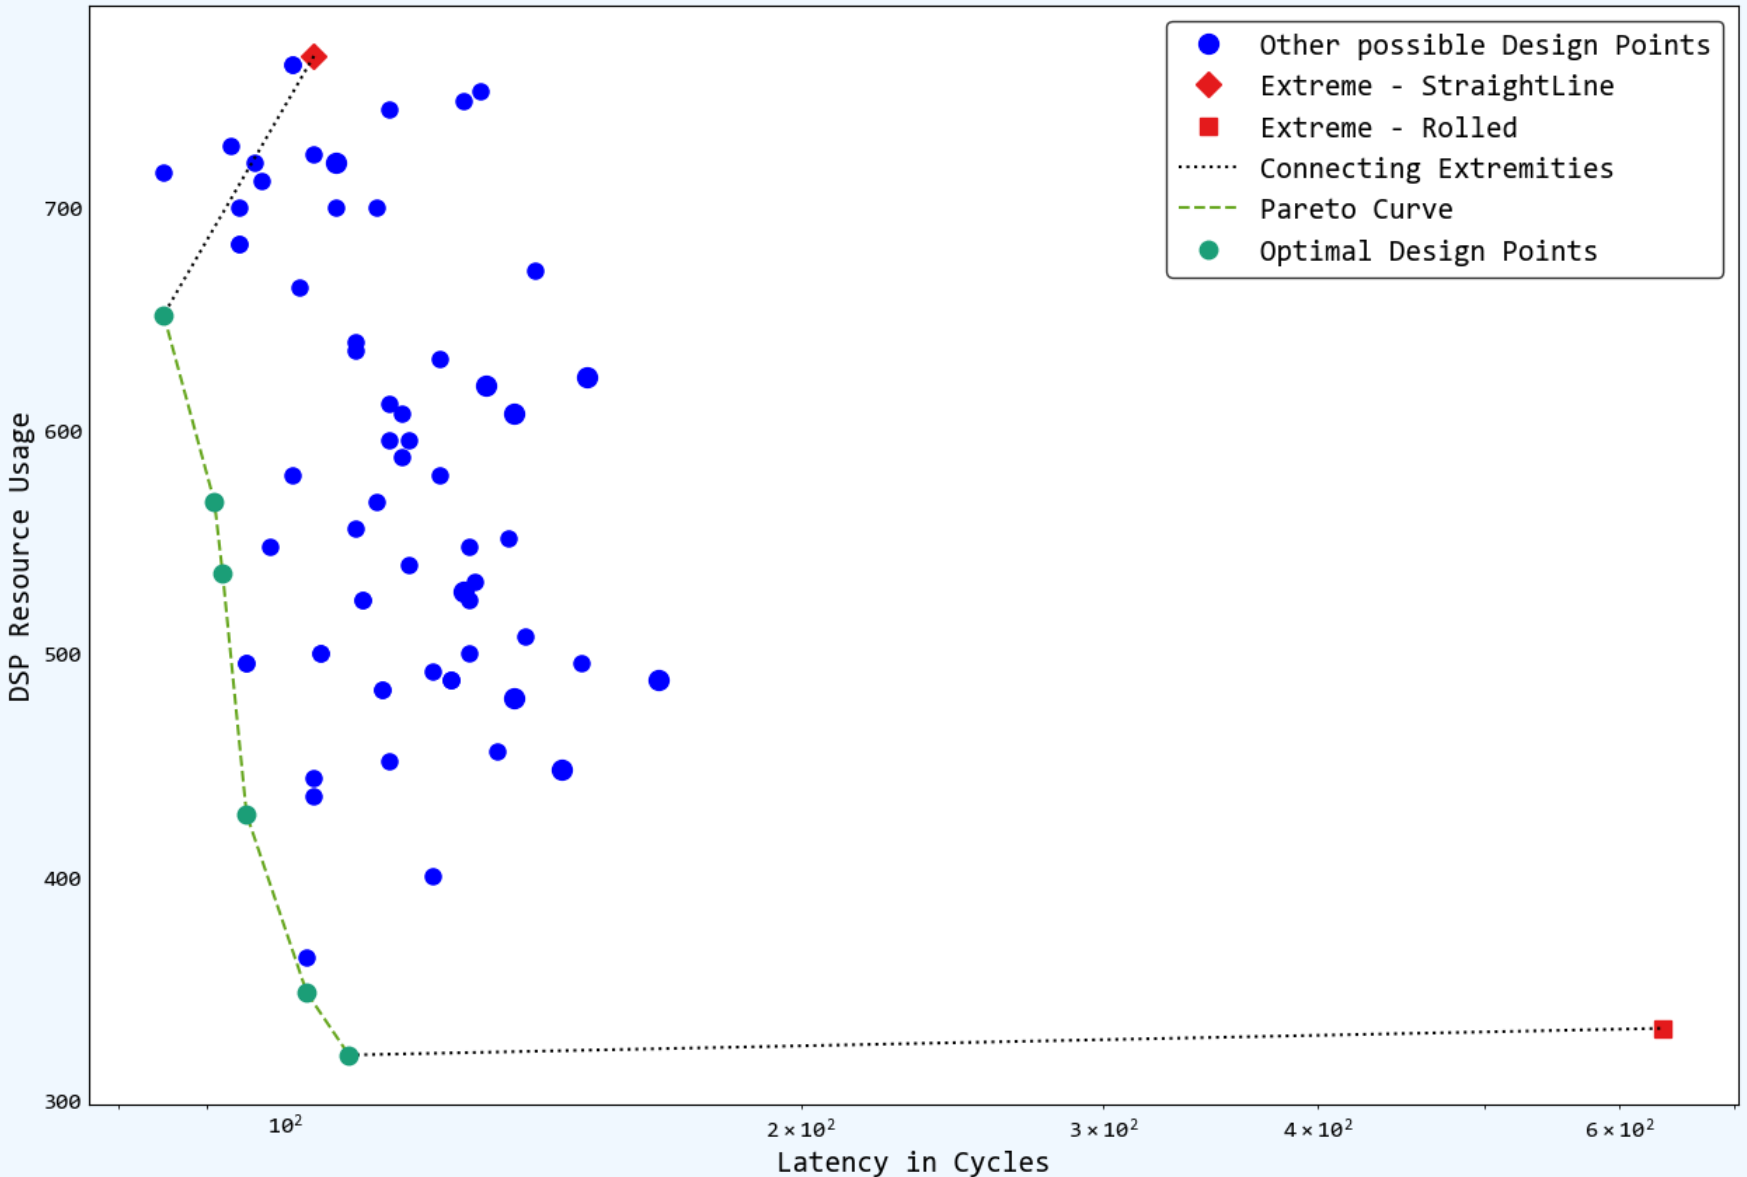 Other possible Design Points
Extreme - StraightLine
Extreme - Rolled
Connecting Extremities
Pareto Curve
Optimal Design Points
DSP Resource Usage
700
600
500
400
300
10²
2×10²
3×10²
4×10²
6×10²
Latency in Cycles